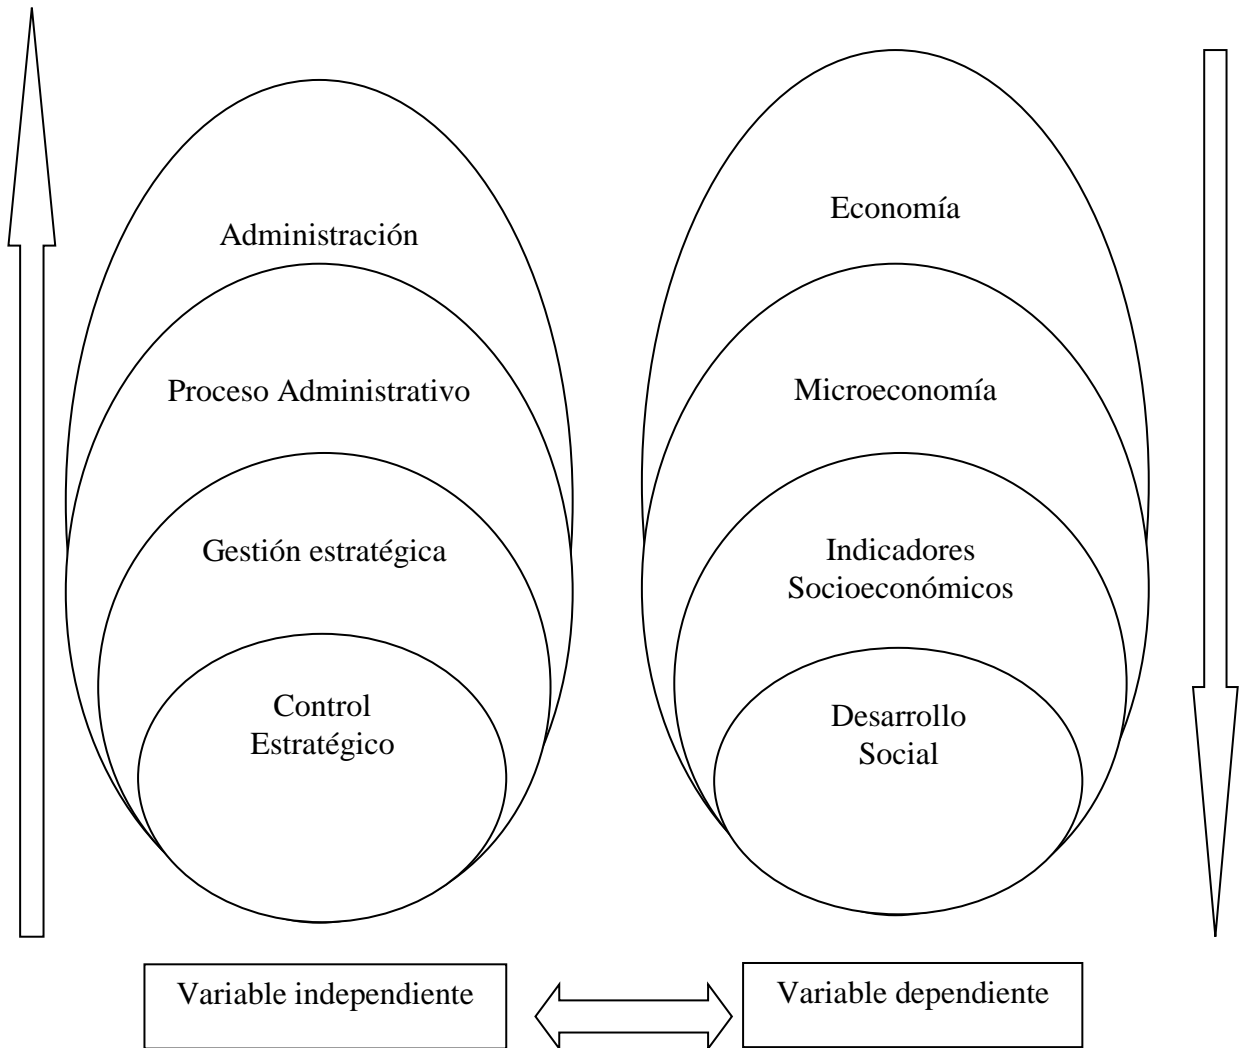 Administración
Proceso Administrativo
Gestión estratégica
Control
Estratégico
Economía
Microeconomía
Indicadores
Socioeconómicos
Desarrollo
Social
Variable independiente
Variable dependiente